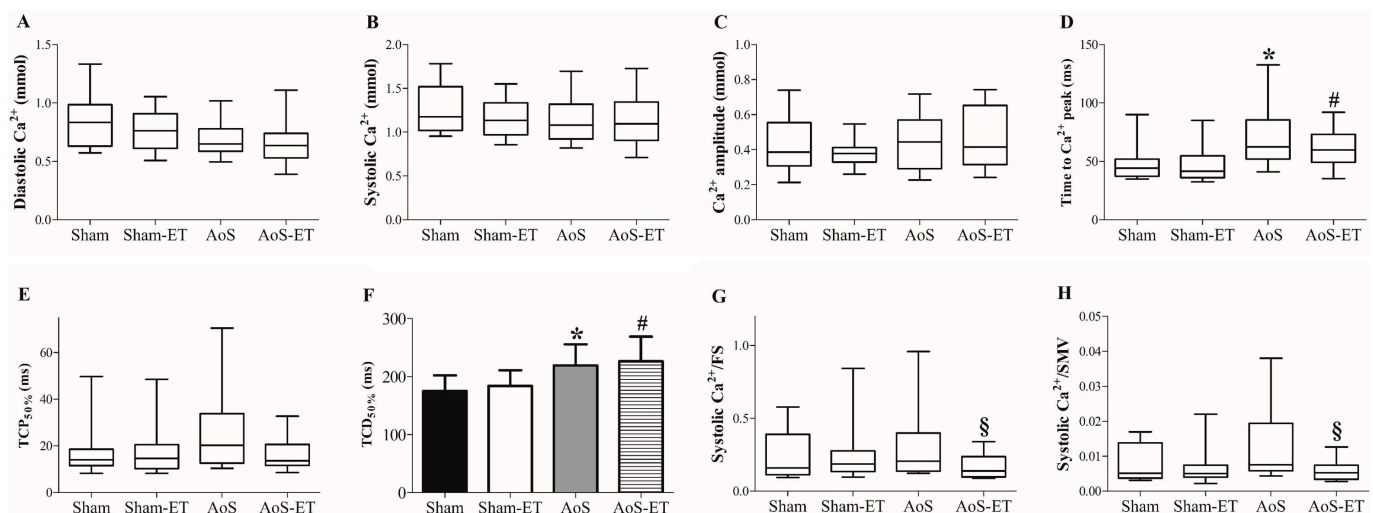 A
Diastolic Ca²⁺ (mmol)
1.5
1.0
0.5
0.0
Sham Sham-ET AoS AoS-ET
B
Systolic Ca²⁺ (mmol)
2.0
1.5
1.0
0.5
0.0
Sham Sham-ET AoS AoS-ET
C
Ca²⁺ amplitude (mmol)
1.0
0.8
0.6
0.4
0.2
0.0
Sham Sham-ET AoS AoS-ET
D
Time to Ca²⁺ peak (ms)
150
100
50
0
*
#
Sham Sham-ET AoS AoS-ET
E
TCP₅₀% (ms)
60
40
20
0
Sham Sham-ET AoS AoS-ET
F
TCD₅₀% (ms)
300
200
100
0
*
#
Sham Sham-ET AoS AoS-ET
G
Systolic Ca²⁺/FS
1.0
0.5
0.0
§
Sham Sham-ET AoS AoS-ET
H
Systolic Ca²⁺/SMV
0.05
0.04
0.03
0.02
0.01
0.00
§
Sham Sham-ET AoS AoS-ET